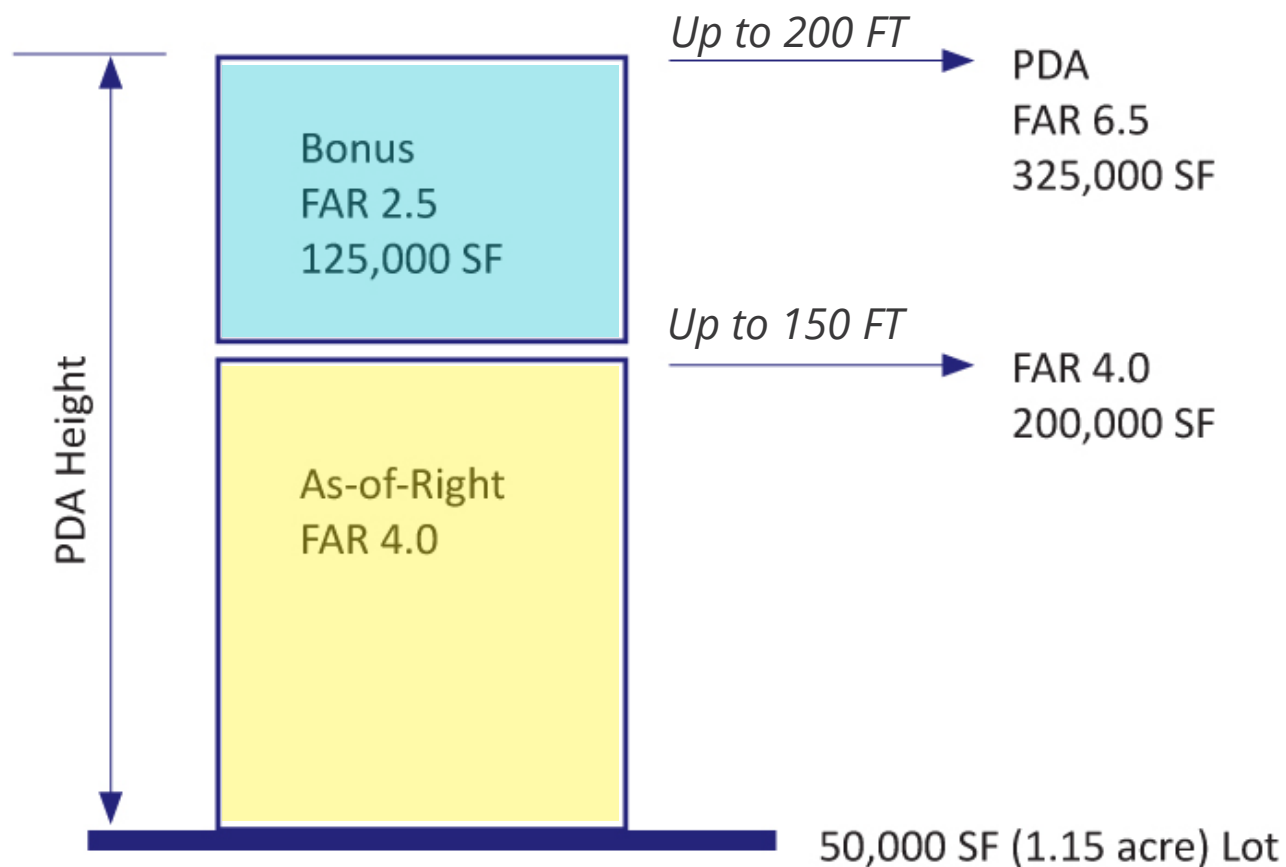 Up to 200 FT
PDA
FAR 6.5
325,000 SF
Bonus
FAR 2.5
125,000 SF
Up to 150 FT
FAR 4.0
200,000 SF
PDA Height
As-of-Right
FAR 4.0
50,000 SF (1.15 acre) Lot